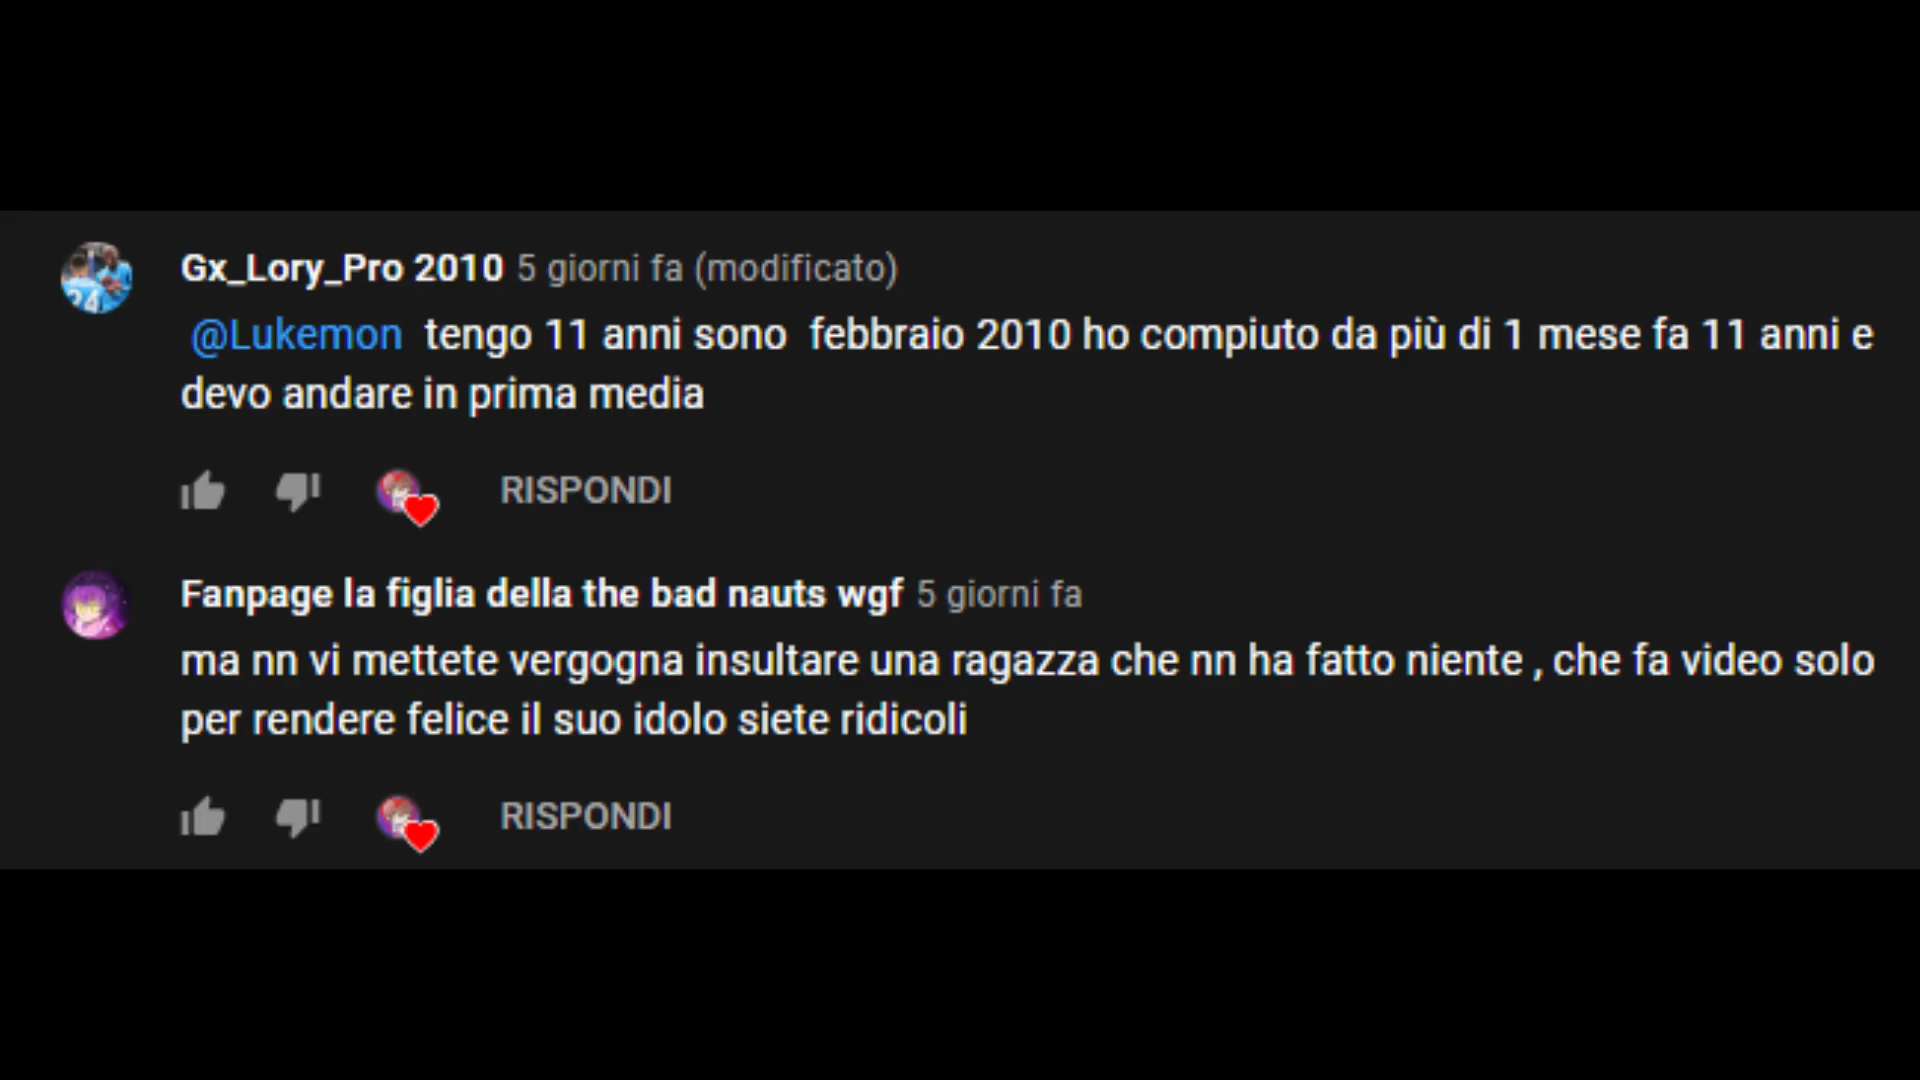 Gx_Lory_Pro 2010 5 giorni fa (modificato)
@Lukemon tengo 11 anni sono febbraio 2010 ho compiuto da più di 1 mese fa 11 anni e
devo andare in prima media
RISPONDI
Fanpage la figlia della the bad nauts wgf 5 giorni fa
ma nn vi mettete vergogna insultare una ragazza che nn ha fatto niente , che fa video solo
per rendere felice il suo idolo siete ridicoli
RISPONDI
24